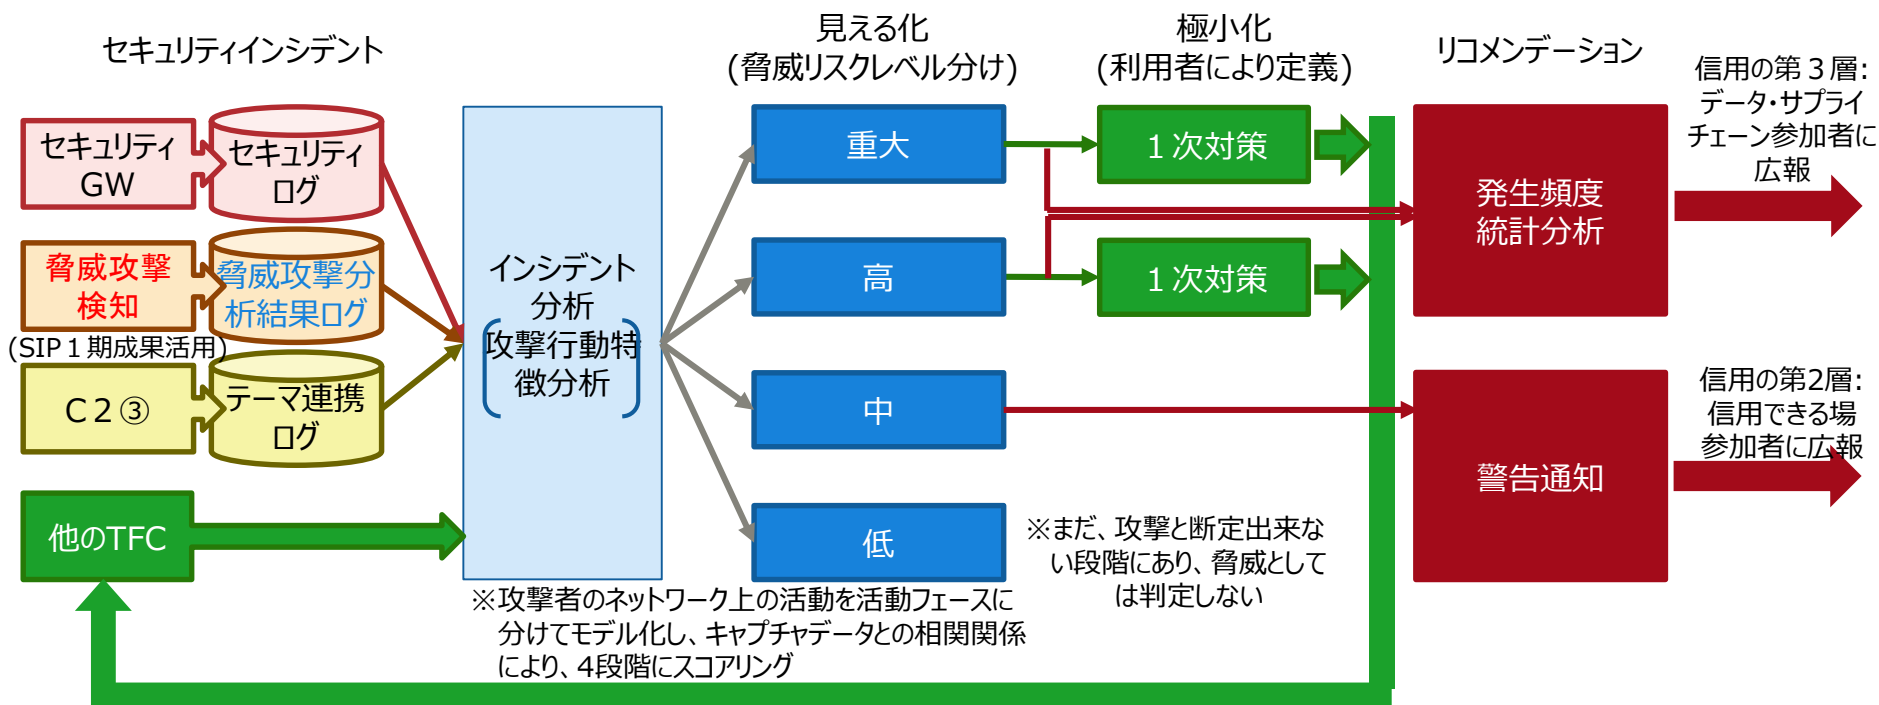 セキュリティインシデント
見える化
(脅威リスクレベル分け)
極小化
(利用者により定義)
リコメンデーション
セキュリティ
GW
セキュリティ
ログ
脅威攻撃
検知
脅威攻撃分
析結果ログ
(SIP１期成果活用)
C２③
テーマ連携
ログ
他のTFC
インシデント
分析
攻撃行動特
徴分析
※攻撃者のネットワーク上の活動を活動フェースに
分けてモデル化し、キャプチャデータとの相関関係
により、4段階にスコアリング
重大
高
中
低
１次対策
１次対策
※まだ、攻撃と断定出来な
い段階にあり、脅威として
は判定しない
発生頻度
統計分析
警告通知
信用の第３層:
データ・サプライ
チェーン参加者に
広報
信用の第2層:
信用できる場
参加者に広報